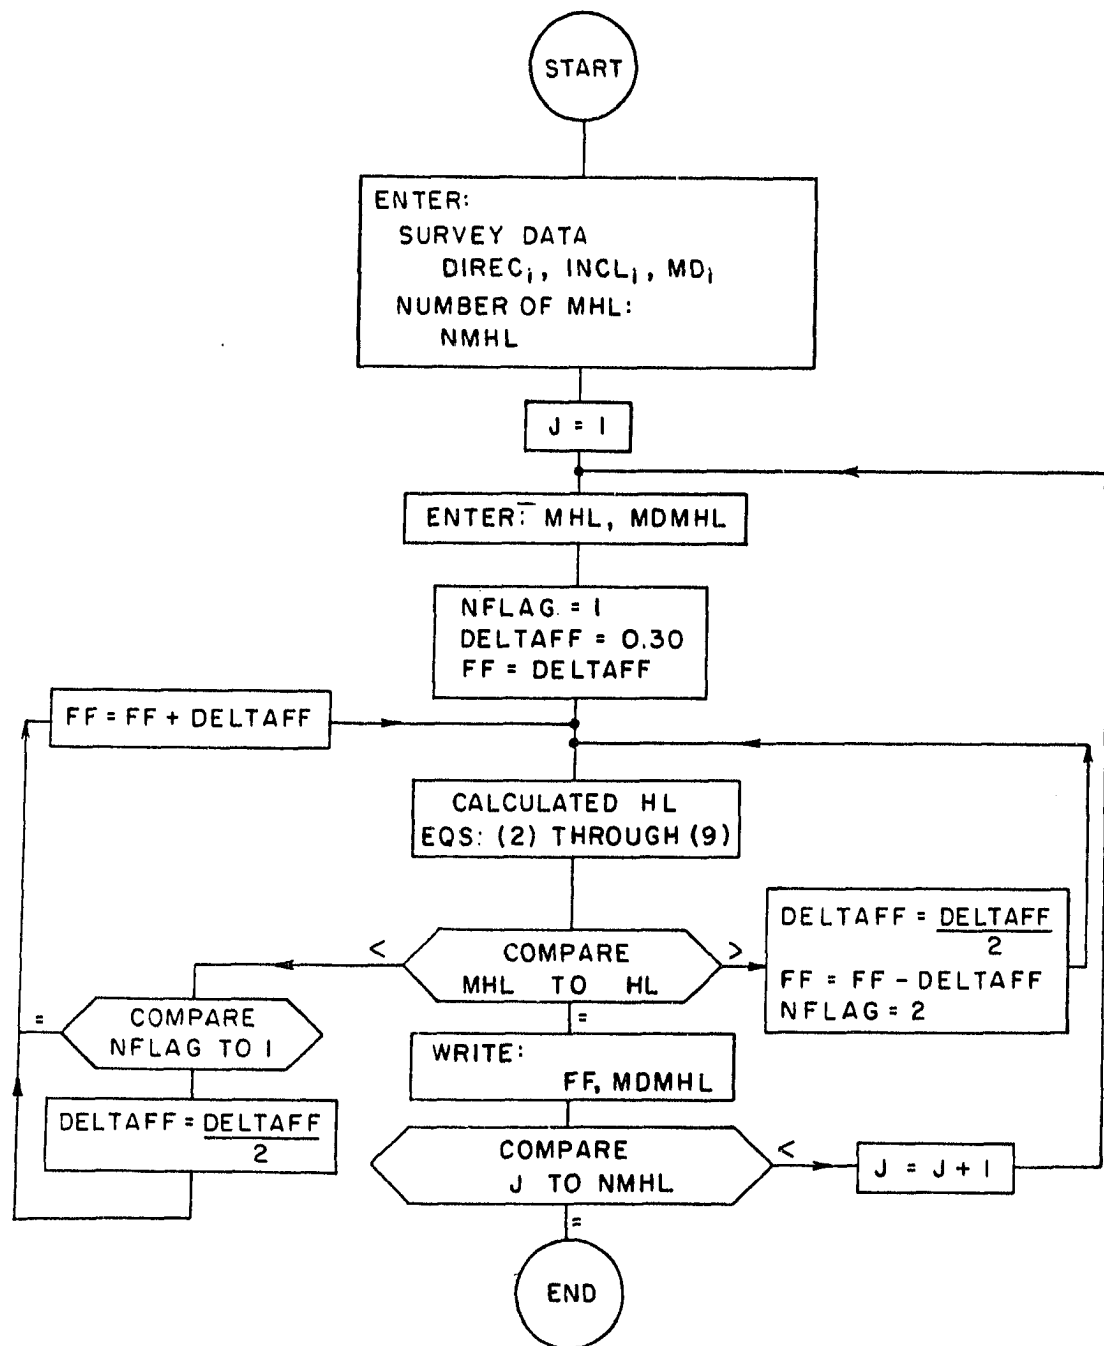 START
ENTER:
SURVEY DATA
DIRECi, INCLi, MDi
NUMBER OF MHL:
NMHL
J = 1
ENTER: MHL, MDMHL
NFLAG = 1
DELTAFF = 0.30
FF = DELTAFF
FF = FF + DELTAFF
CALCULATED HL
EQS: (2) THROUGH (9)
<
COMPARE
MHL TO HL
>
=
DELTAFF = DELTAFF
2
FF = FF - DELTAFF
NFLAG = 2
=
COMPARE
NFLAG TO 1
DELTAFF = DELTAFF
2
WRITE:
FF, MDMHL
COMPARE
J TO NMHL
<
J = J + 1
=
END